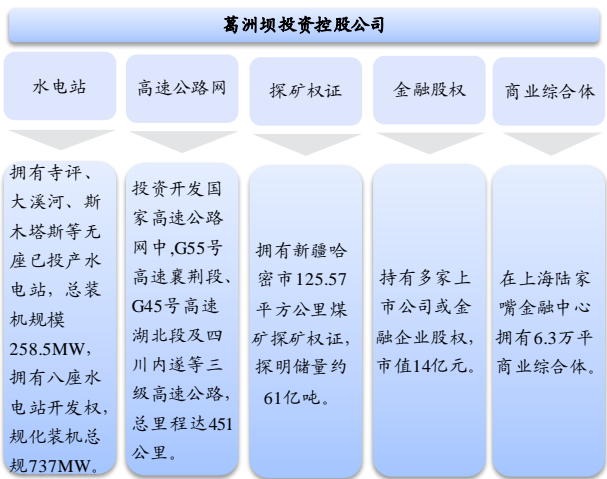 葛洲坝投资控股公司
水电站
高速公路网
探矿权证
金融股权
商业综合体
拥有寺评、
大溪河、斯
木塔斯等无
座已投产水
电站，总装
机规模
258.5MW，
拥有八座水
电站开发权，
规化装机总
规737MW。
投资开发国
家高速公路
网中,G55号
高速襄荆段、
G45号高速
湖北段及四
川内遂等三
级高速公路，
总里程达451
公里。
拥有新疆哈
密市125.57
平方公里煤
矿探矿权证，
探明储量约
61亿吨。
持有多家上
市公司或金
融企业股权，
市值14亿元。
在上海陆家
嘴金融中心
拥有6.3万平
商业综合体。